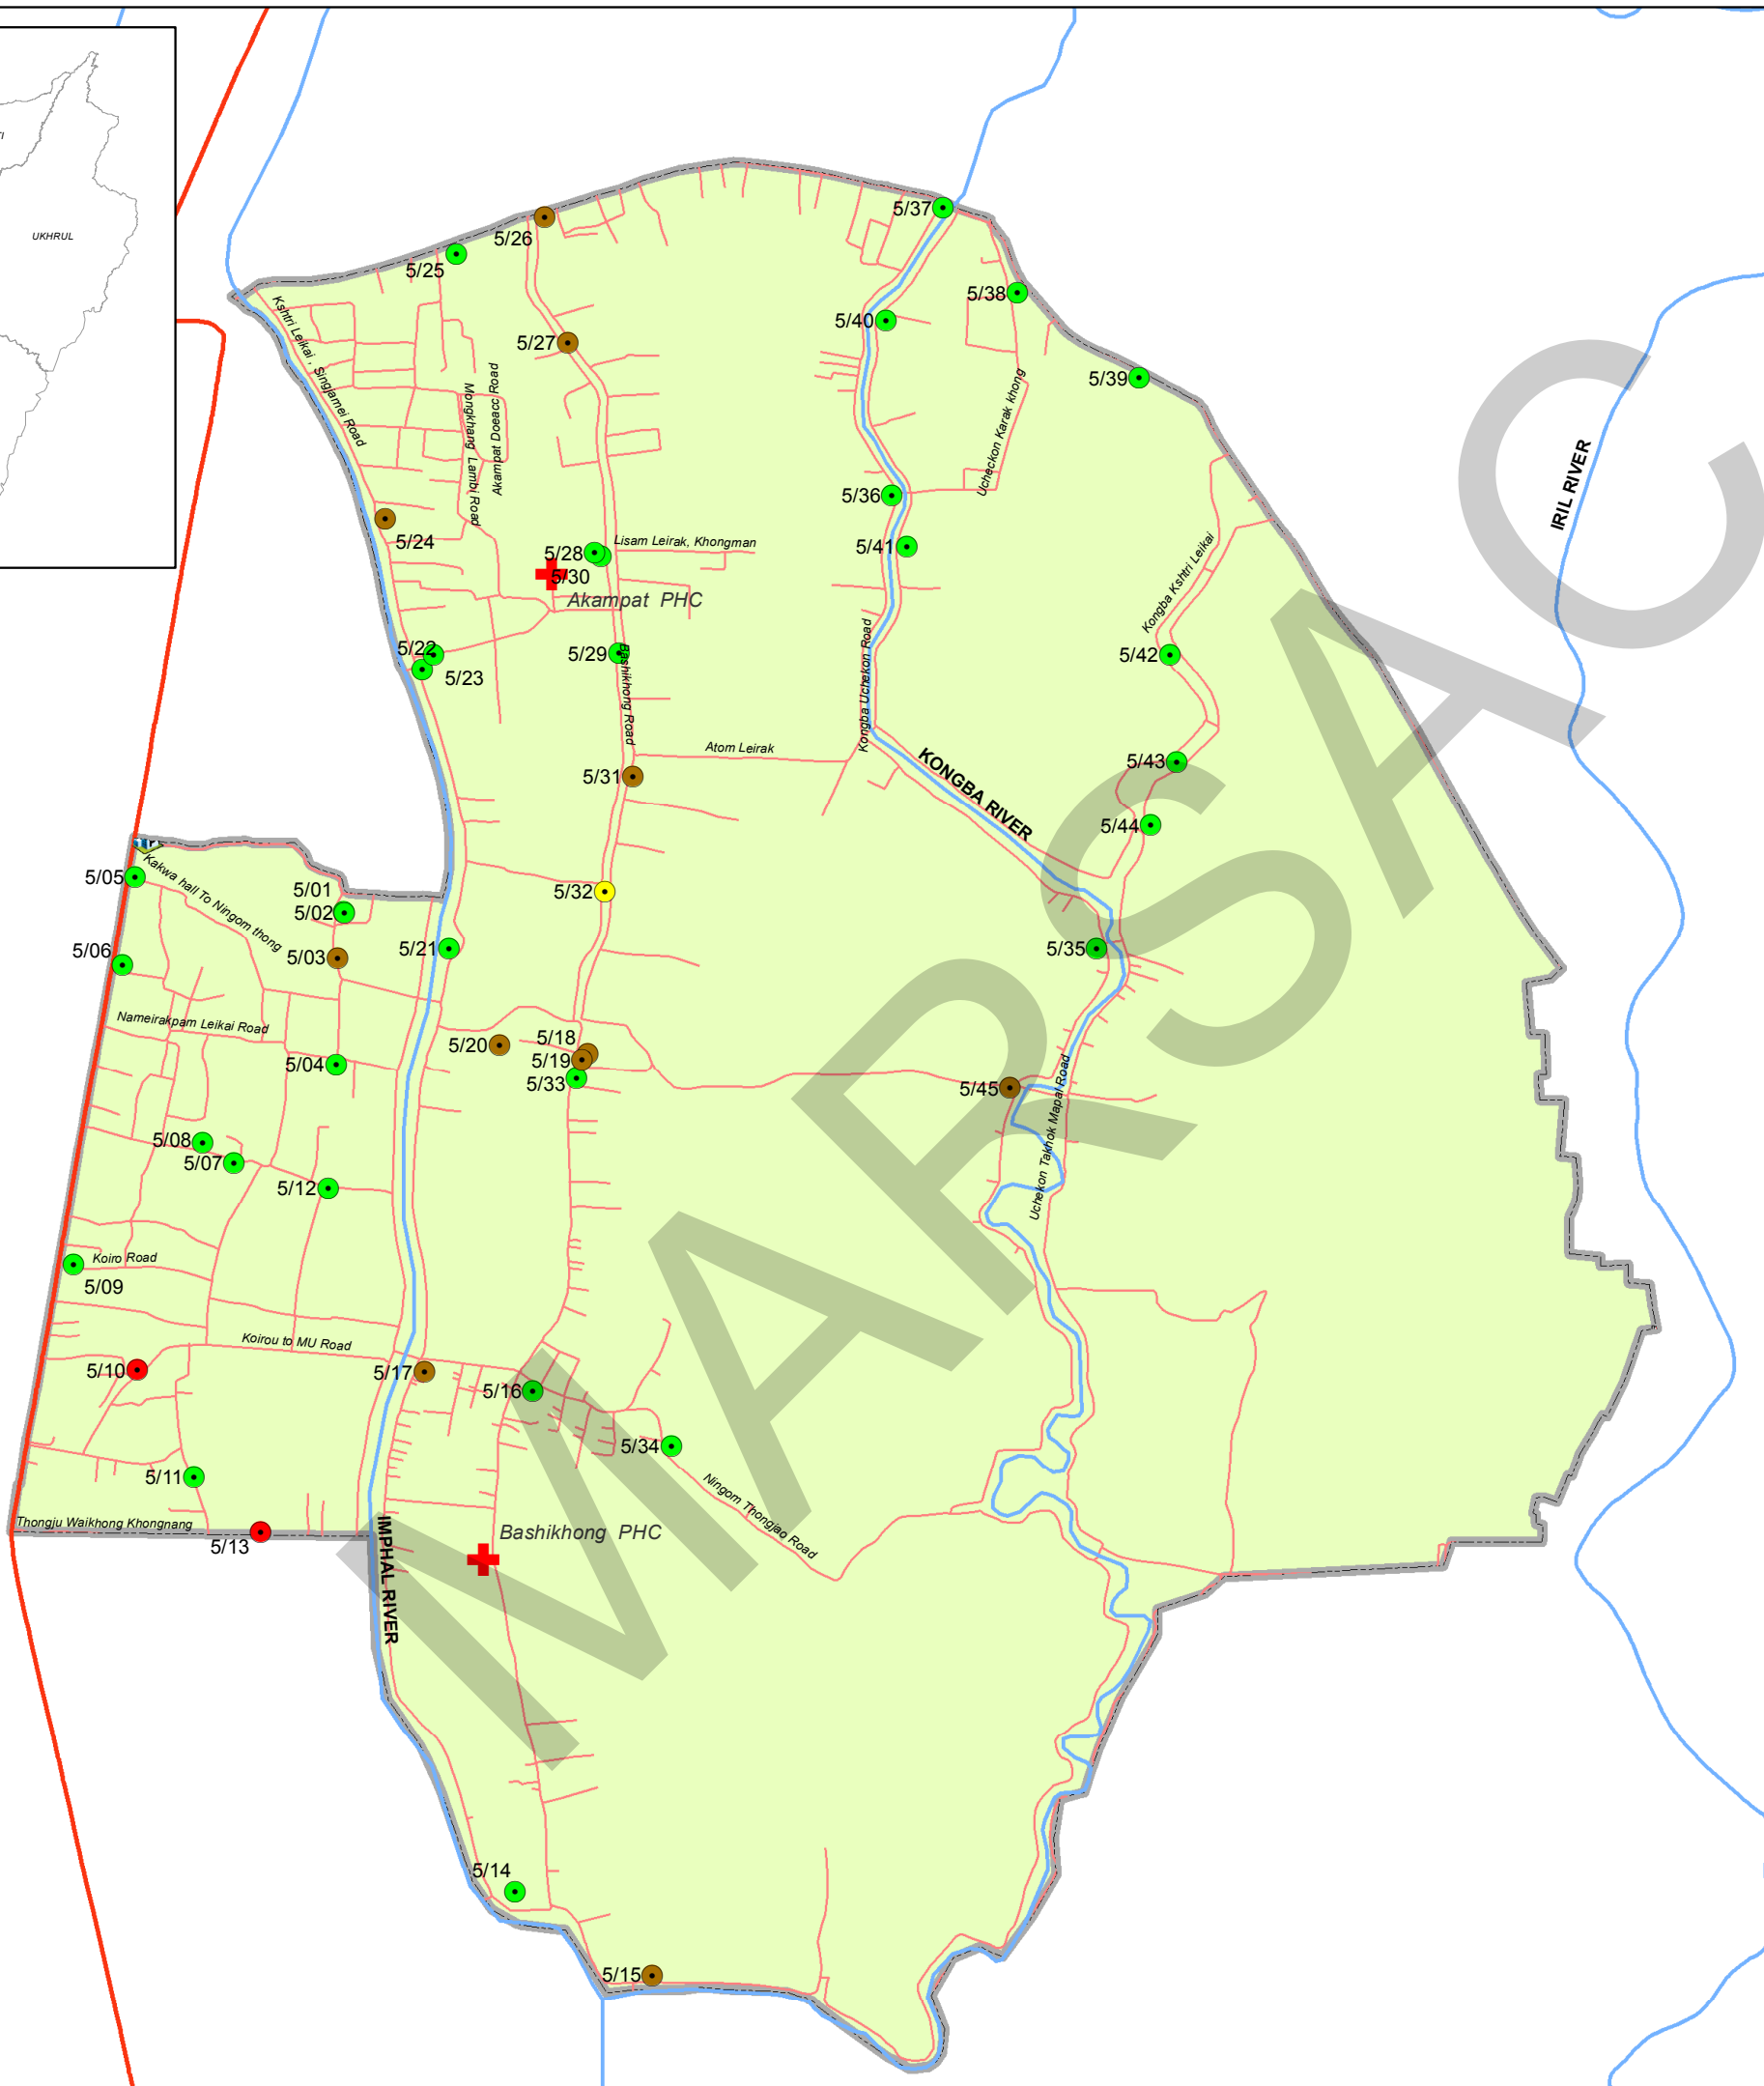 UKHRUL
5/37
5/26
5/25
5/38
5/40
5/27
5/39
Kshtri Leikai , Singjamei Road
Mongkhang Lambi Road
Akampat Doeacc Road
Ucheckon Karak khong
IRIL RIVER
5/36
5/24
5/28
Lisam Leirak, Khongman
5/41
5/30
Akampat PHC
Kongba Kshtri Leikai
5/22
5/23
5/29
Bashikhong Road
Kongba Uchekon Road
5/42
Atom Leirak
5/31
KONGBA RIVER
5/43
5/44
5/05
Kakwa hall To Ningom thong
5/01
5/02
5/32
5/06
5/03
5/21
5/35
Nameirakpam Leikai Road
5/04
5/20
5/18
5/19
5/33
5/45
Uchekon Takhok Mapal Road
5/08
5/07
5/12
Koiro Road
5/09
Koirou to MU Road
5/10
5/17
5/16
5/34
5/11
Ningom Thongjao Road
Thongju Waikhong Khongnang
5/13
IMPHAL RIVER
Bashikhong PHC
5/14
5/15
MARSAC